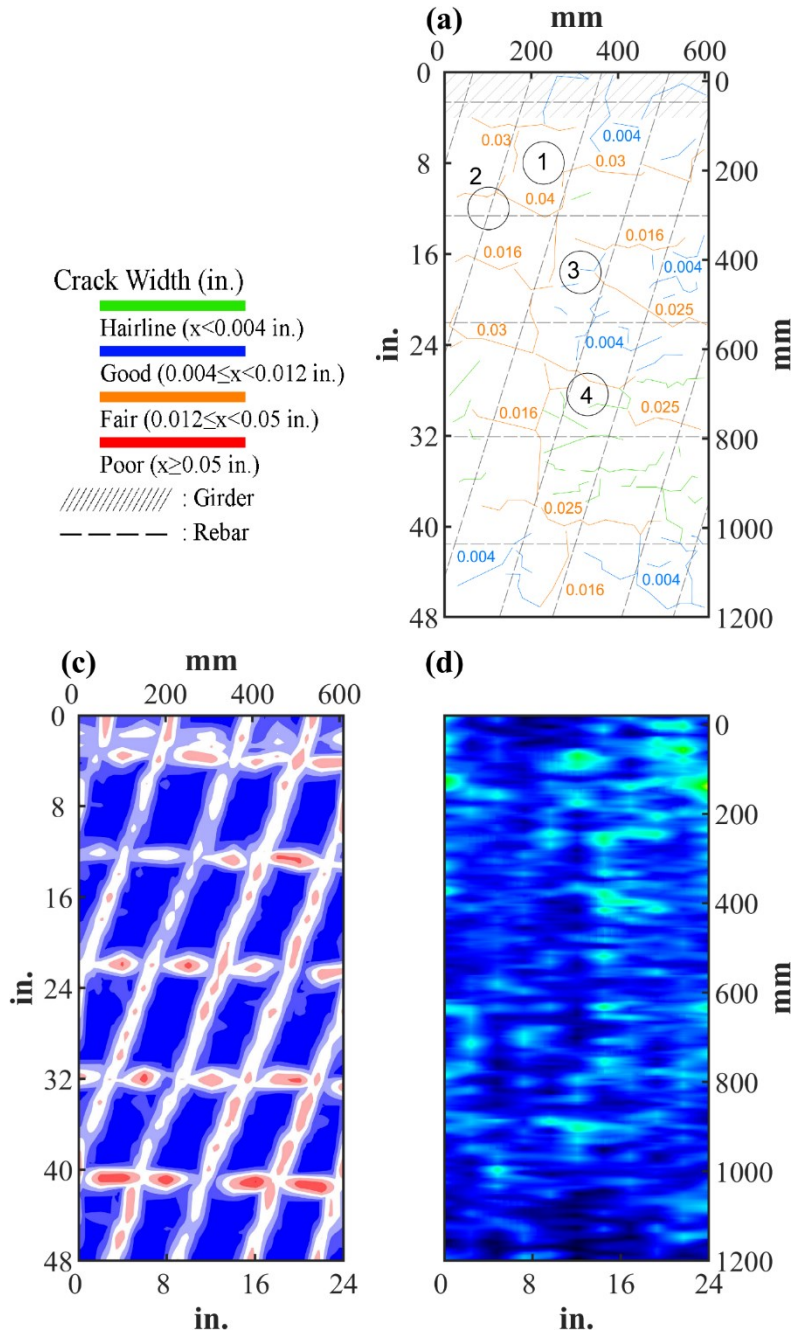 (a)
mm
0 200 400 600
0
8
16
24
32
40
48
in.
0
200
400
600
800
1000
1200
mm
0.03
0.004
1
0.03
2
0.04
0.016
0.016
3
0.004
0.025
0.03
0.004
4
0.016
0.025
0.025
0.004
0.004
0.016
Crack Width (in.)
Hairline (x<0.004 in.)
Good (0.004≤x<0.012 in.)
Fair (0.012≤x<0.05 in.)
Poor (x≥0.05 in.)
: Girder
: Rebar
(c)
mm
0 200 400 600
0
8
16
24
32
40
48
in.
0 8 16 24
in.
(d)
0
200
400
600
800
1000
1200
mm
0 8 16 24
in.